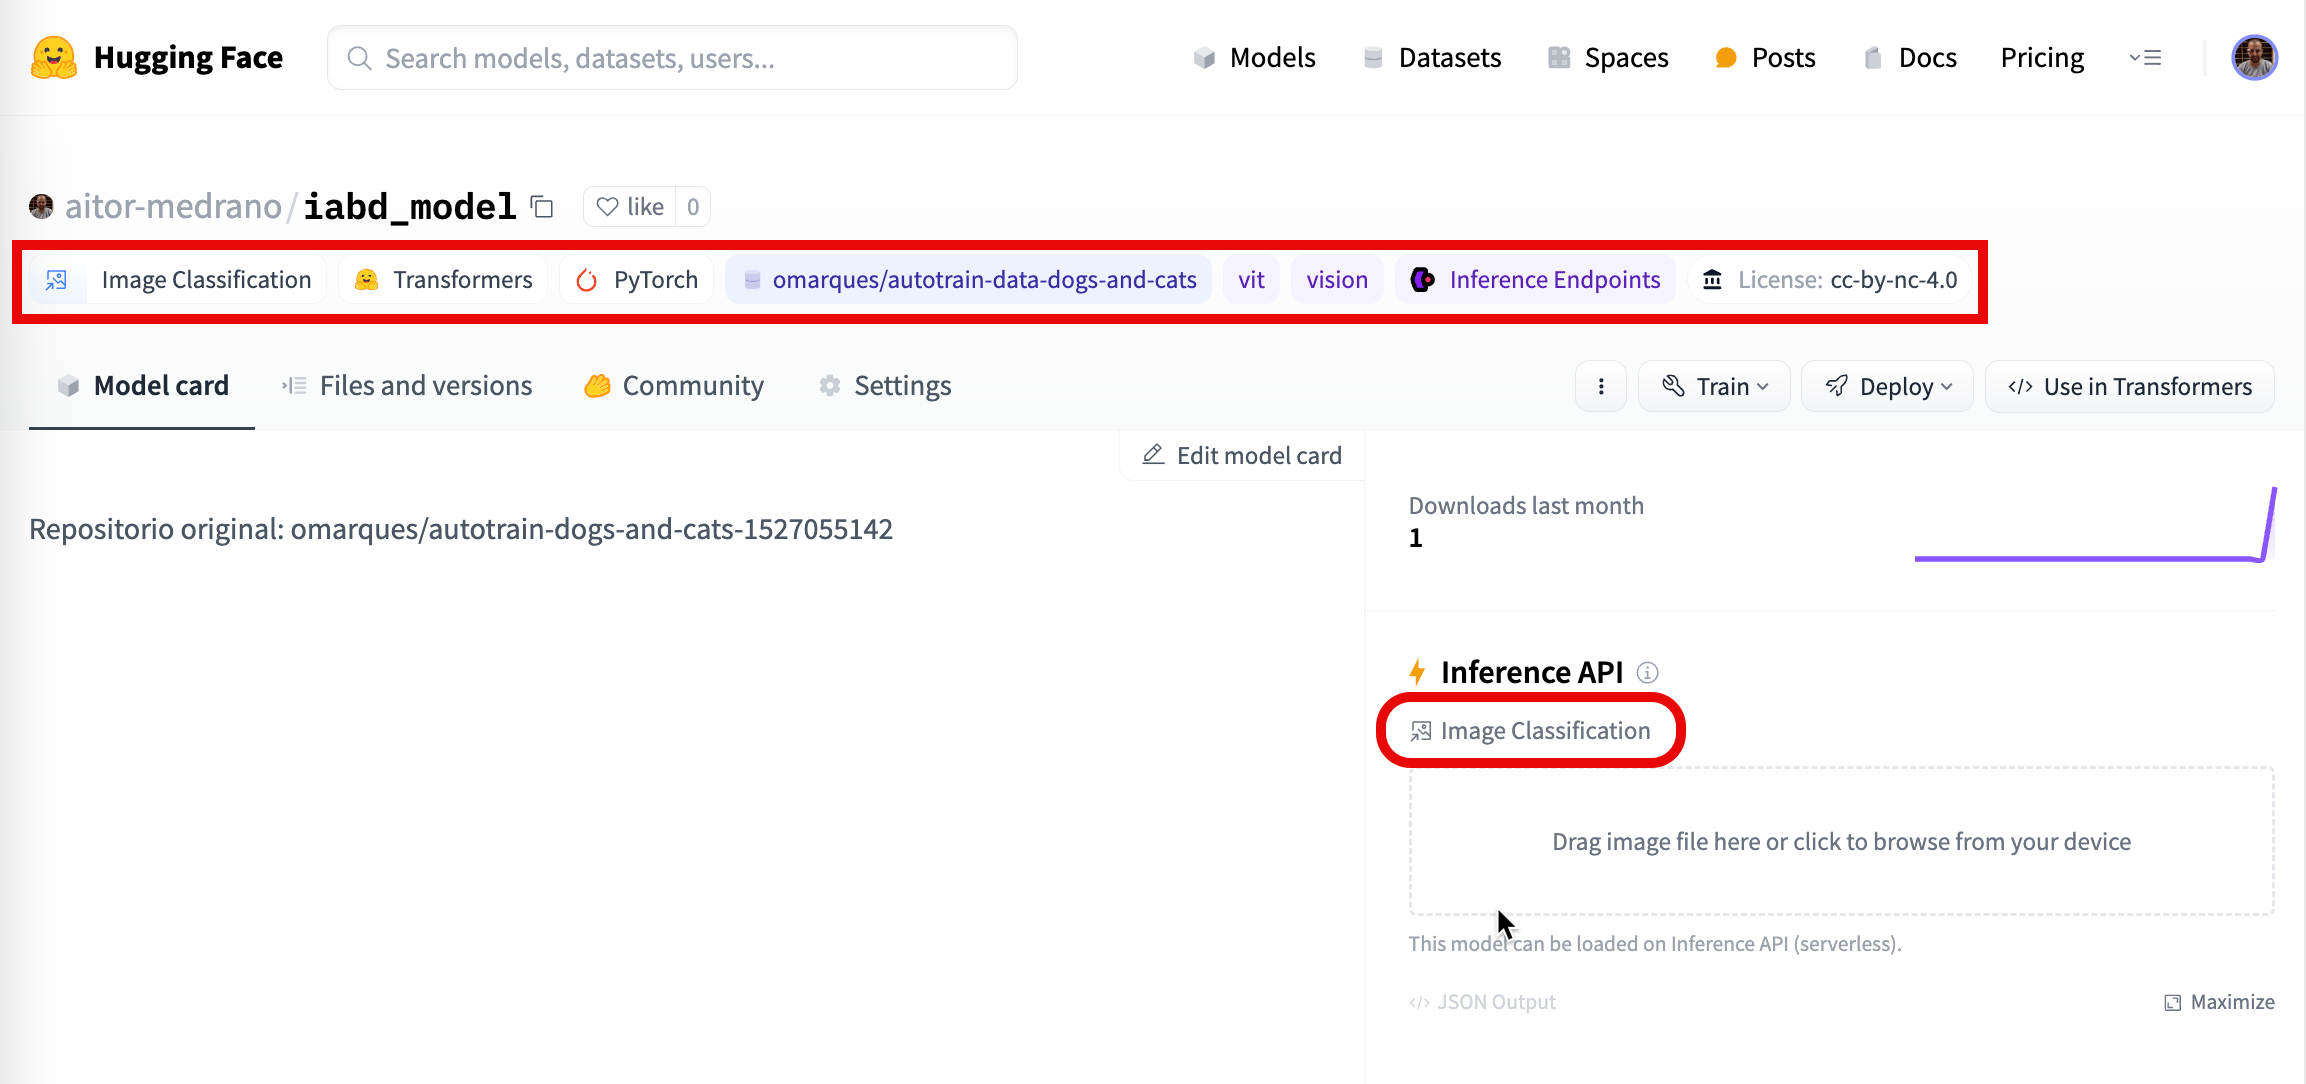 Hugging Face
Search models, datasets, users...
Models
Datasets
Spaces
Posts
Docs
Pricing
aitor-medrano/iabd_model
like 0
Image Classification
Transformers
PyTorch
omarques/autotrain-data-dogs-and-cats
vit
vision
Inference Endpoints
License: cc-by-nc-4.0
Model card
Files and versions
Community
Settings
Train
Deploy
</> Use in Transformers
Edit model card
Repositorio original: omarques/autotrain-dogs-and-cats-1527055142
Downloads last month
1
Inference API
Image Classification
Drag image file here or click to browse from your device
This model can be loaded on Inference API (serverless).
</> JSON Output
Maximize